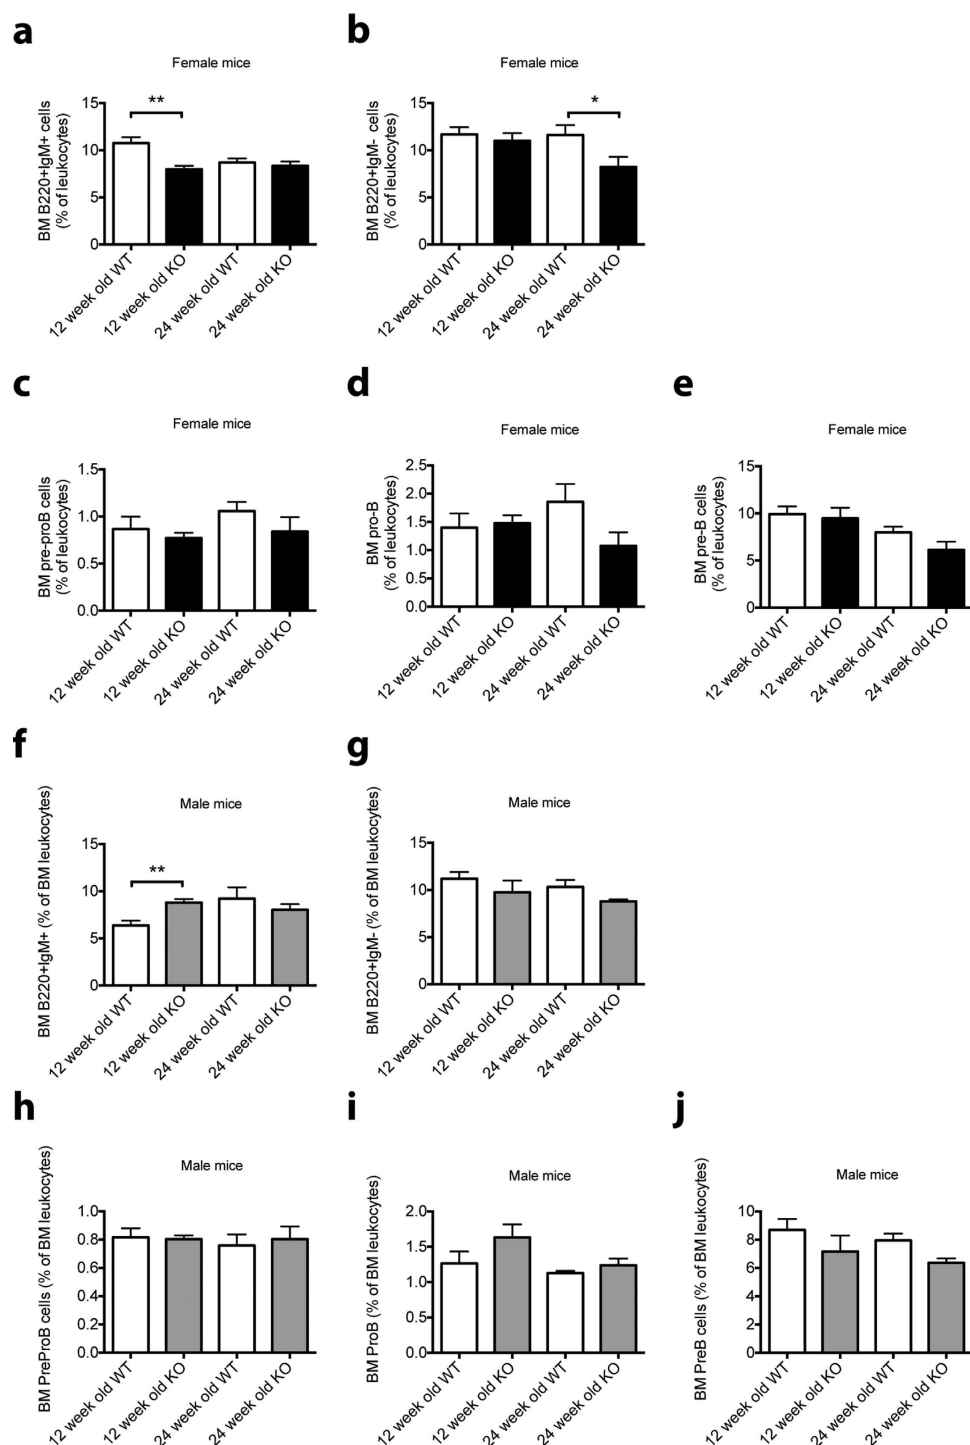 a
Female mice
BM B220+IgM+ cells
(% of leukocytes)
15
10
5
0
**
12 week old WT
12 week old KO
24 week old WT
24 week old KO
b
Female mice
BM B220+IgM- cells
(% of leukocytes)
15
10
5
0
*
12 week old WT
12 week old KO
24 week old WT
24 week old KO
c
Female mice
BM pre-proB cells
(% of leukocytes)
1.5
1.0
0.5
0.0
12 week old WT
12 week old KO
24 week old WT
24 week old KO
d
Female mice
BM pro-B
(% of leukocytes)
2.5
2.0
1.5
1.0
0.5
0.0
12 week old WT
12 week old KO
24 week old WT
24 week old KO
e
Female mice
BM pre-B cells
(% of leukocytes)
15
10
5
0
12 week old WT
12 week old KO
24 week old WT
24 week old KO
f
Male mice
BM B220+IgM+ (% of BM leukocytes)
15
10
5
0
**
12 week old WT
12 week old KO
24 week old WT
24 week old KO
g
Male mice
BM B220+IgM- (% of BM leukocytes)
15
10
5
0
12 week old WT
12 week old KO
24 week old WT
24 week old KO
h
Male mice
BM PreProB cells (% of BM leukocytes)
1.0
0.8
0.6
0.4
0.2
0.0
12 week old WT
12 week old KO
24 week old WT
24 week old KO
i
Male mice
BM ProB (% of BM leukocytes)
2.0
1.5
1.0
0.5
0.0
12 week old WT
12 week old KO
24 week old WT
24 week old KO
j
Male mice
BM PreB cells (% of BM leukocytes)
10
8
6
4
2
0
12 week old WT
12 week old KO
24 week old WT
24 week old KO